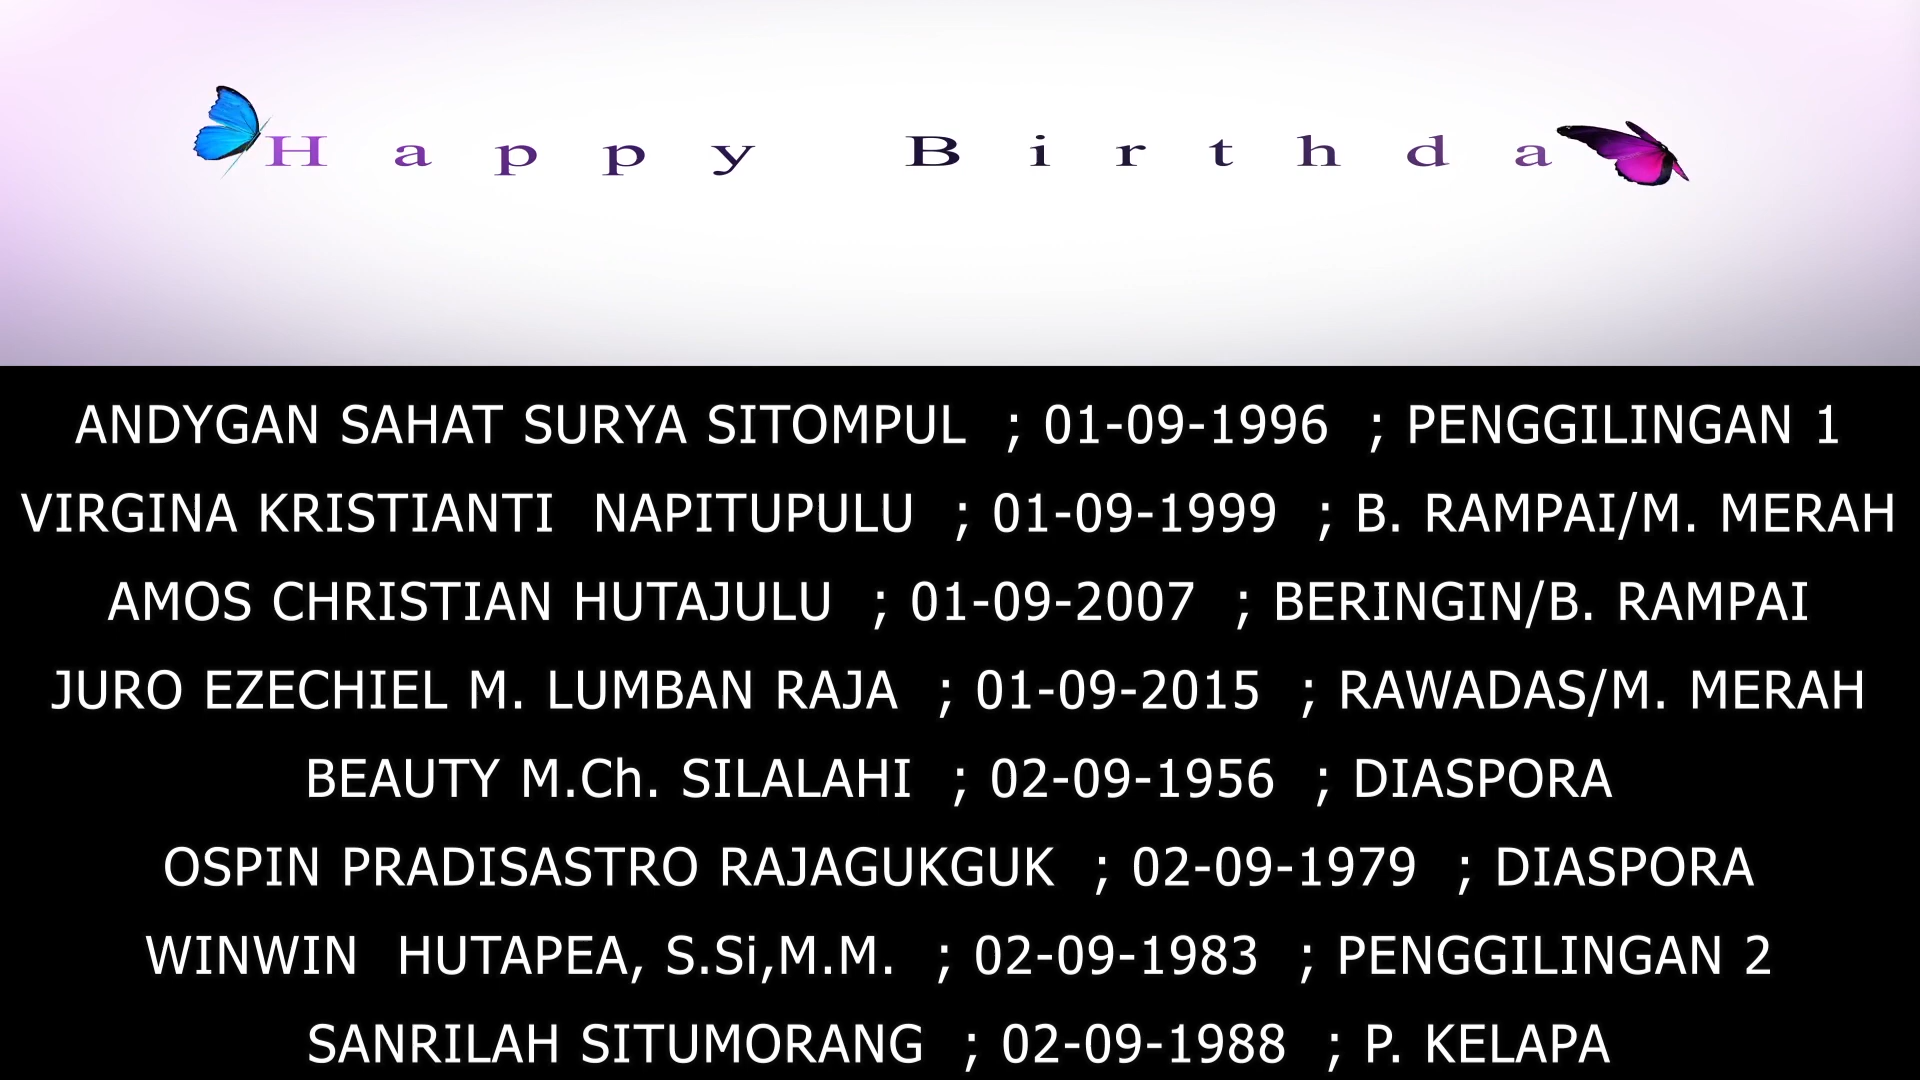 Happy Birthda
ANDYGAN SAHAT SURYA SITOMPUL ; 01-09-1996 ; PENGGILINGAN 1
VIRGINA KRISTIANTI NAPITUPULU ; 01-09-1999 ; B. RAMPAI/M. MERAH
AMOS CHRISTIAN HUTAJULU ; 01-09-2007 ; BERINGIN/B. RAMPAI
JURO EZECHIEL M. LUMBAN RAJA ; 01-09-2015 ; RAWADAS/M. MERAH
BEAUTY M.Ch. SILALAHI ; 02-09-1956 ; DIASPORA
OSPIN PRADISASTRO RAJAGUKGUK ; 02-09-1979 ; DIASPORA
WINWIN HUTAPEA, S.Si,M.M. ; 02-09-1983 ; PENGGILINGAN 2
SANRILAH SITUMORANG ; 02-09-1988 ; P. KELAPA